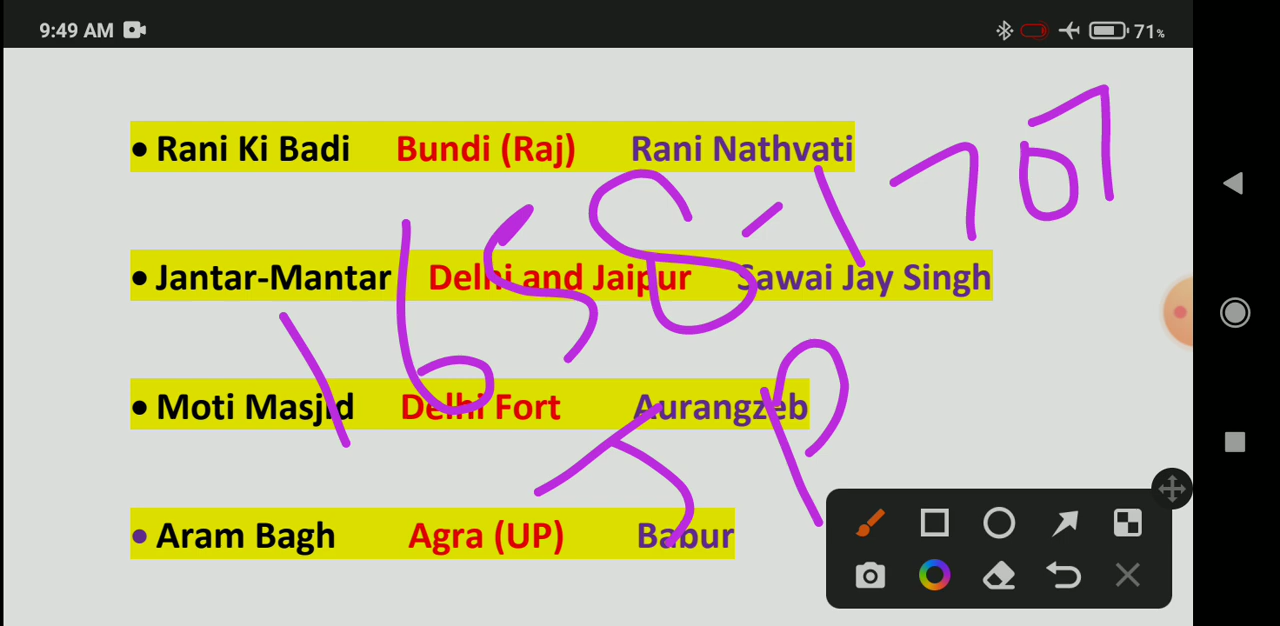 9:49 AM 71%
• Rani Ki Badi Bundi (Raj) Rani Nathvati
• Jantar-Mantar Delhi and Jaipur Sawai Jay Singh
• Moti Masjid Delhi Fort Aurangzeb
• Aram Bagh Agra (UP) Babur
1658-1707